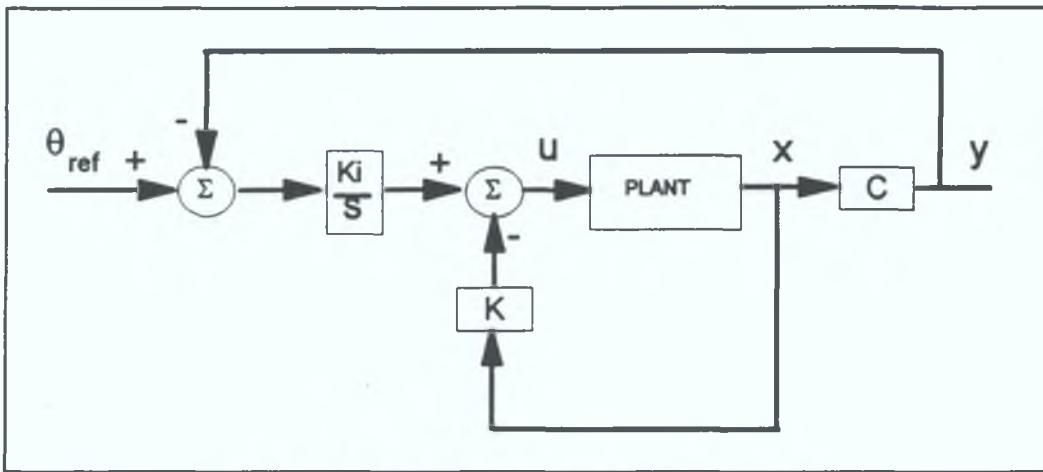 -
θref +
Σ
Ki
S
+
Σ
-
u
PLANT
x
C
y
K